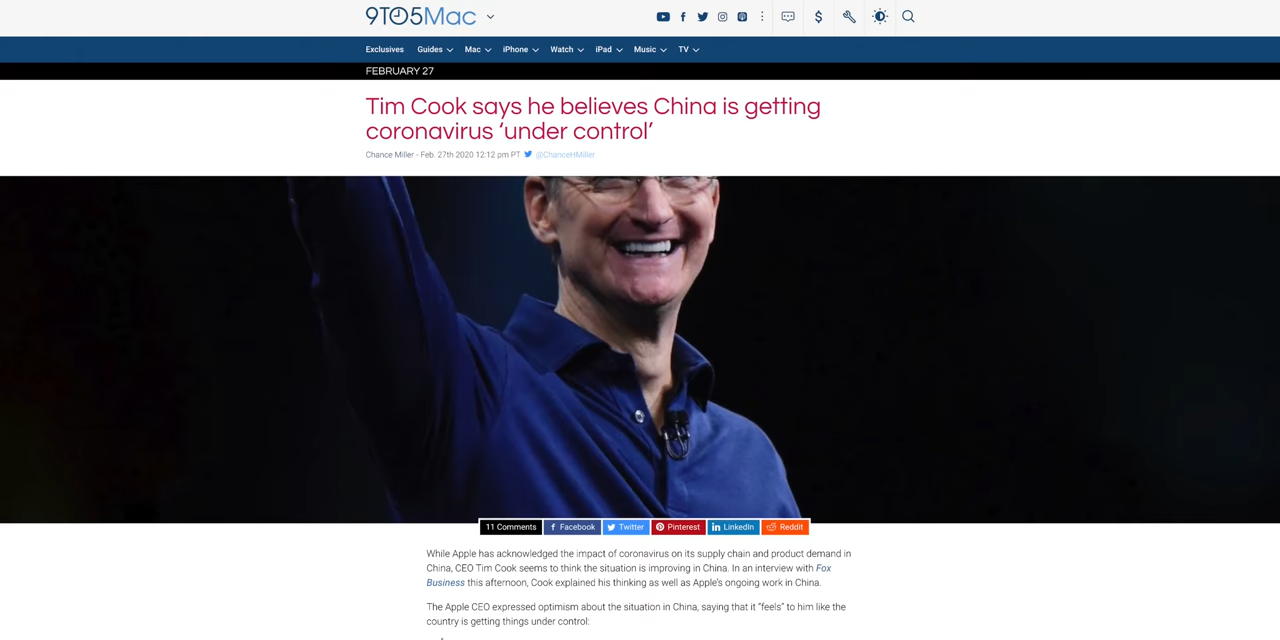 9TO5Mac
Exclusives Guides Mac iPhone Watch iPad Music TV
FEBRUARY 27
Tim Cook says he believes China is getting
coronavirus ‘under control’
Chance Miller - Feb. 27th 2020 12:12 pm PT @ChanceHMiller
11 Comments Facebook Twitter Pinterest LinkedIn Reddit
While Apple has acknowledged the impact of coronavirus on its supply chain and product demand in
China, CEO Tim Cook seems to think the situation is improving in China. In an interview with Fox
Business this afternoon, Cook explained his thinking as well as Apple’s ongoing work in China.
The Apple CEO expressed optimism about the situation in China, saying that it “feels” to him like the
country is getting things under control: